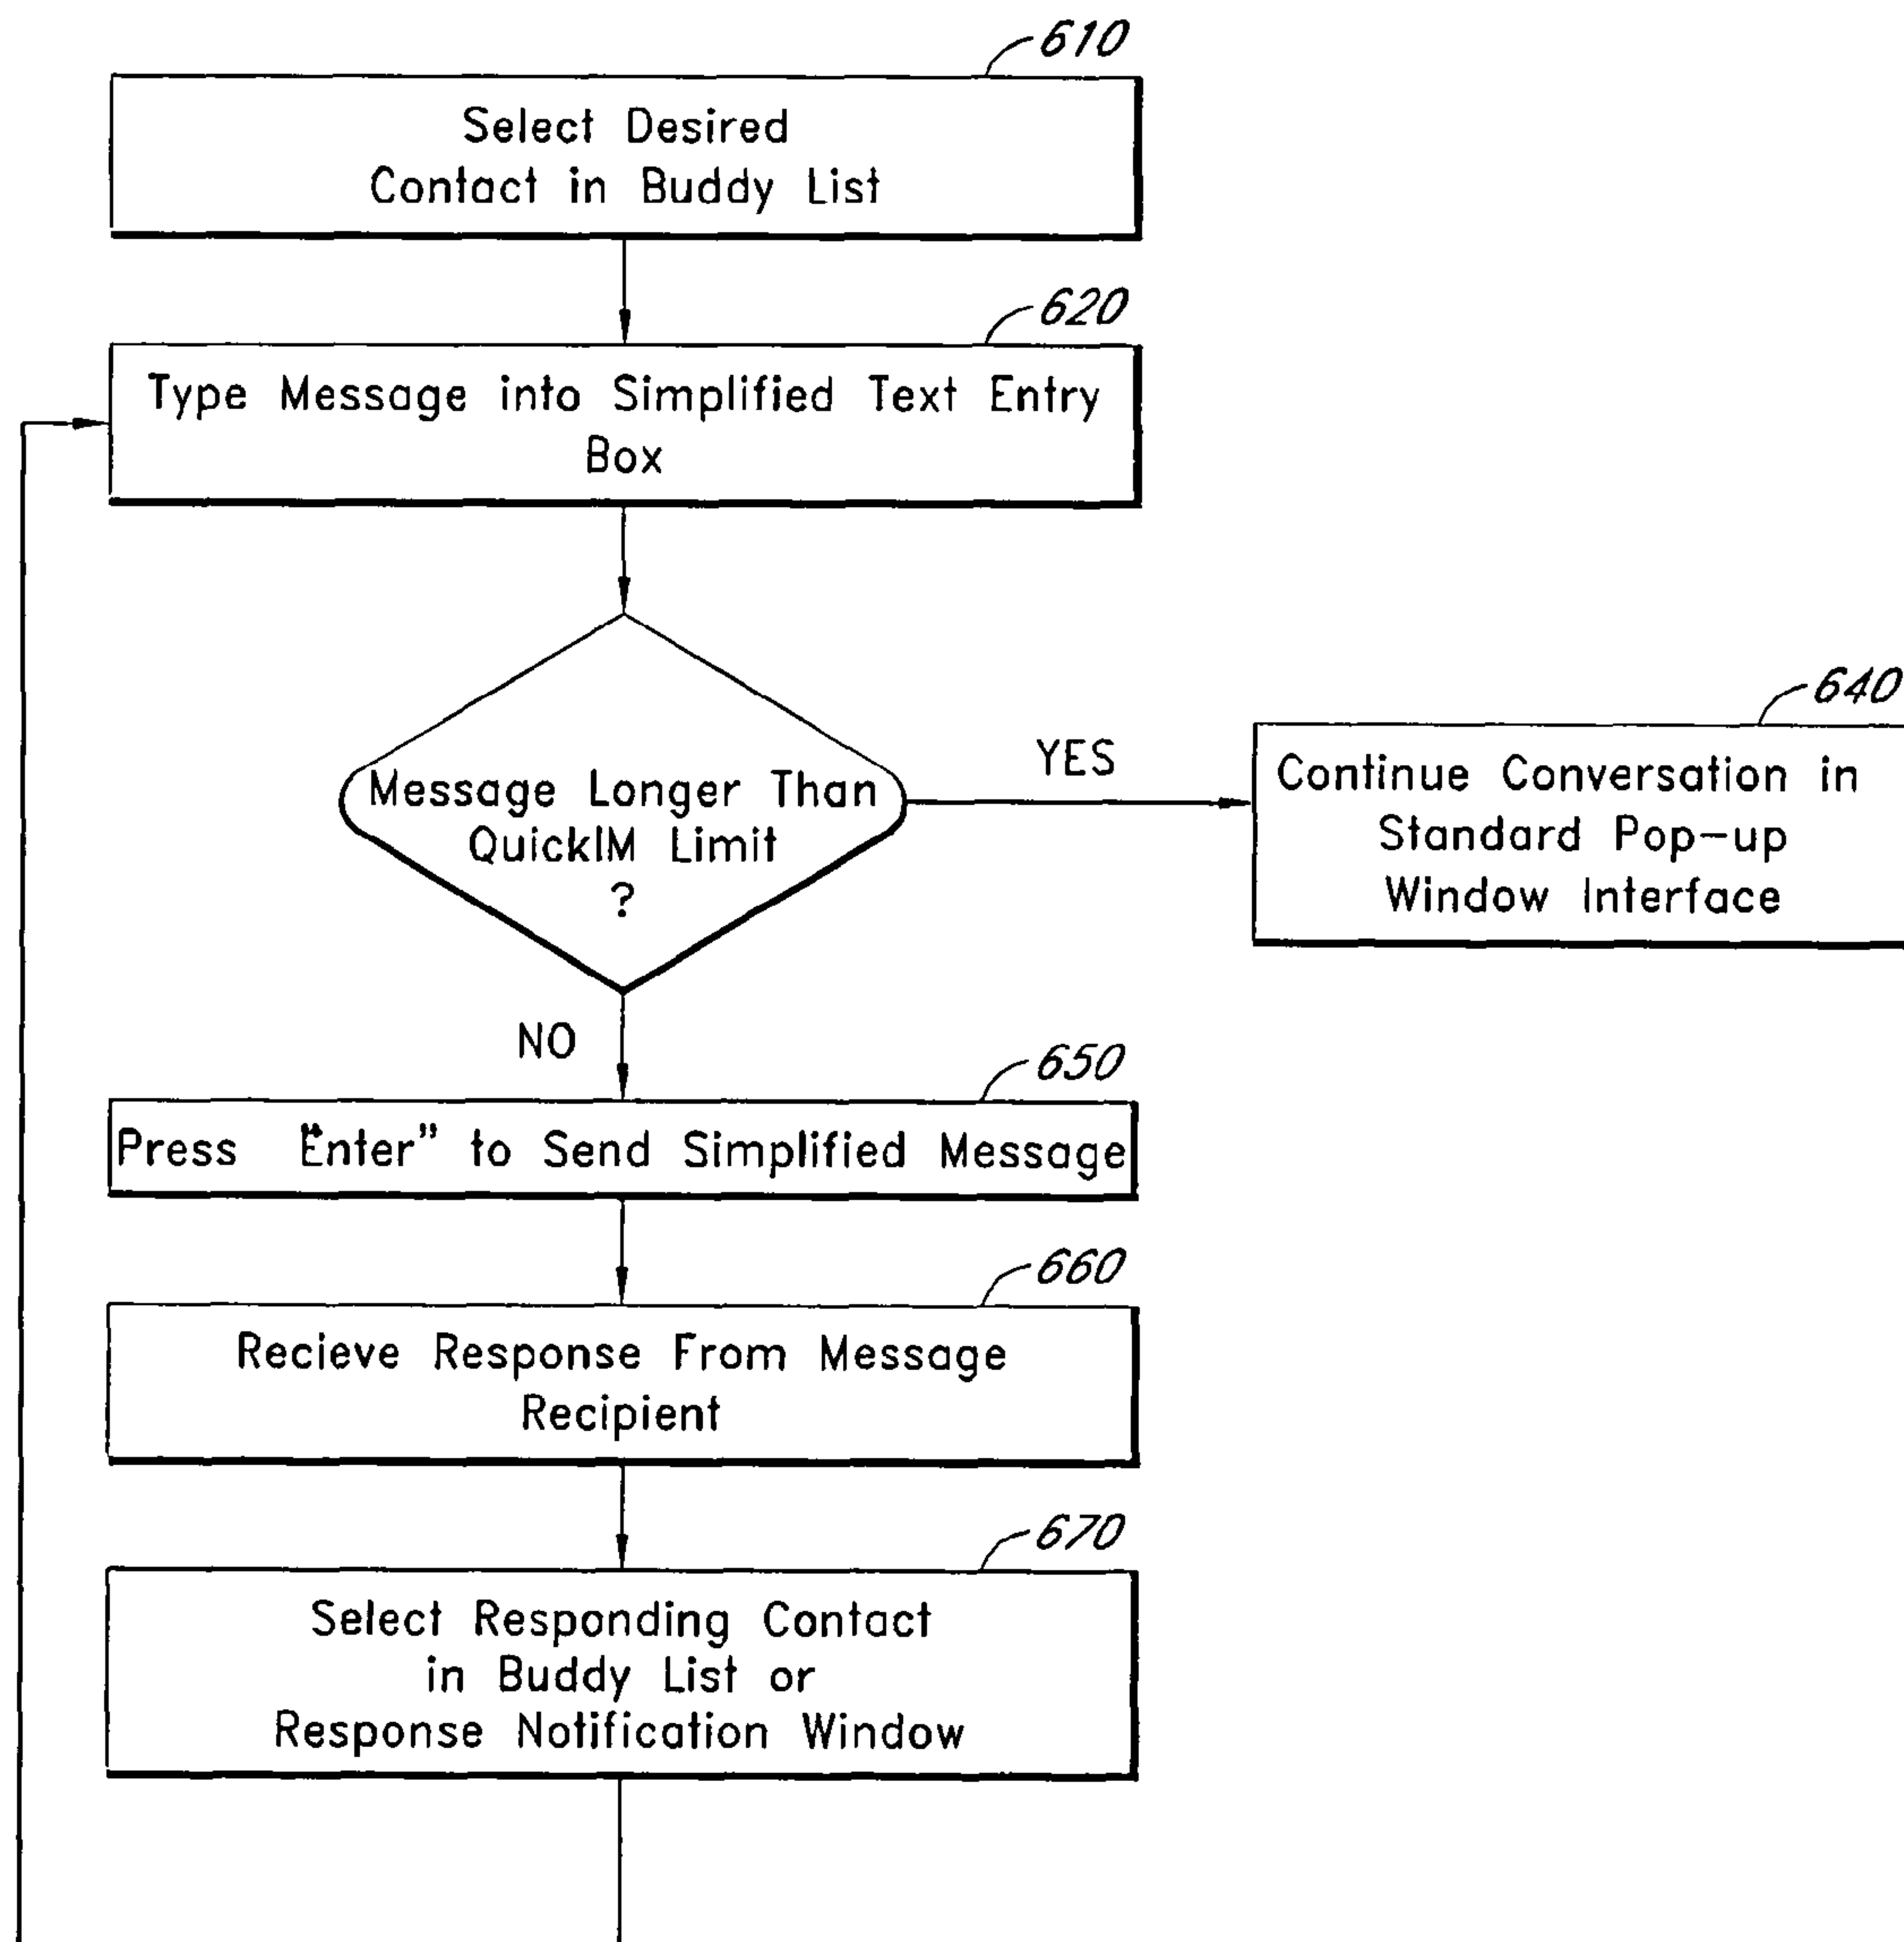 610
Select Desired
Contact in Buddy List
620
Type Message into Simplified Text Entry
Box
Message Longer Than
QuickIM Limit
?
YES
640
Continue Conversation in
Standard Pop-up
Window Interface
NO
650
Press "Enter" to Send Simplified Message
660
Recieve Response From Message
Recipient
670
Select Responding Contact
in Buddy List or
Response Notification Window